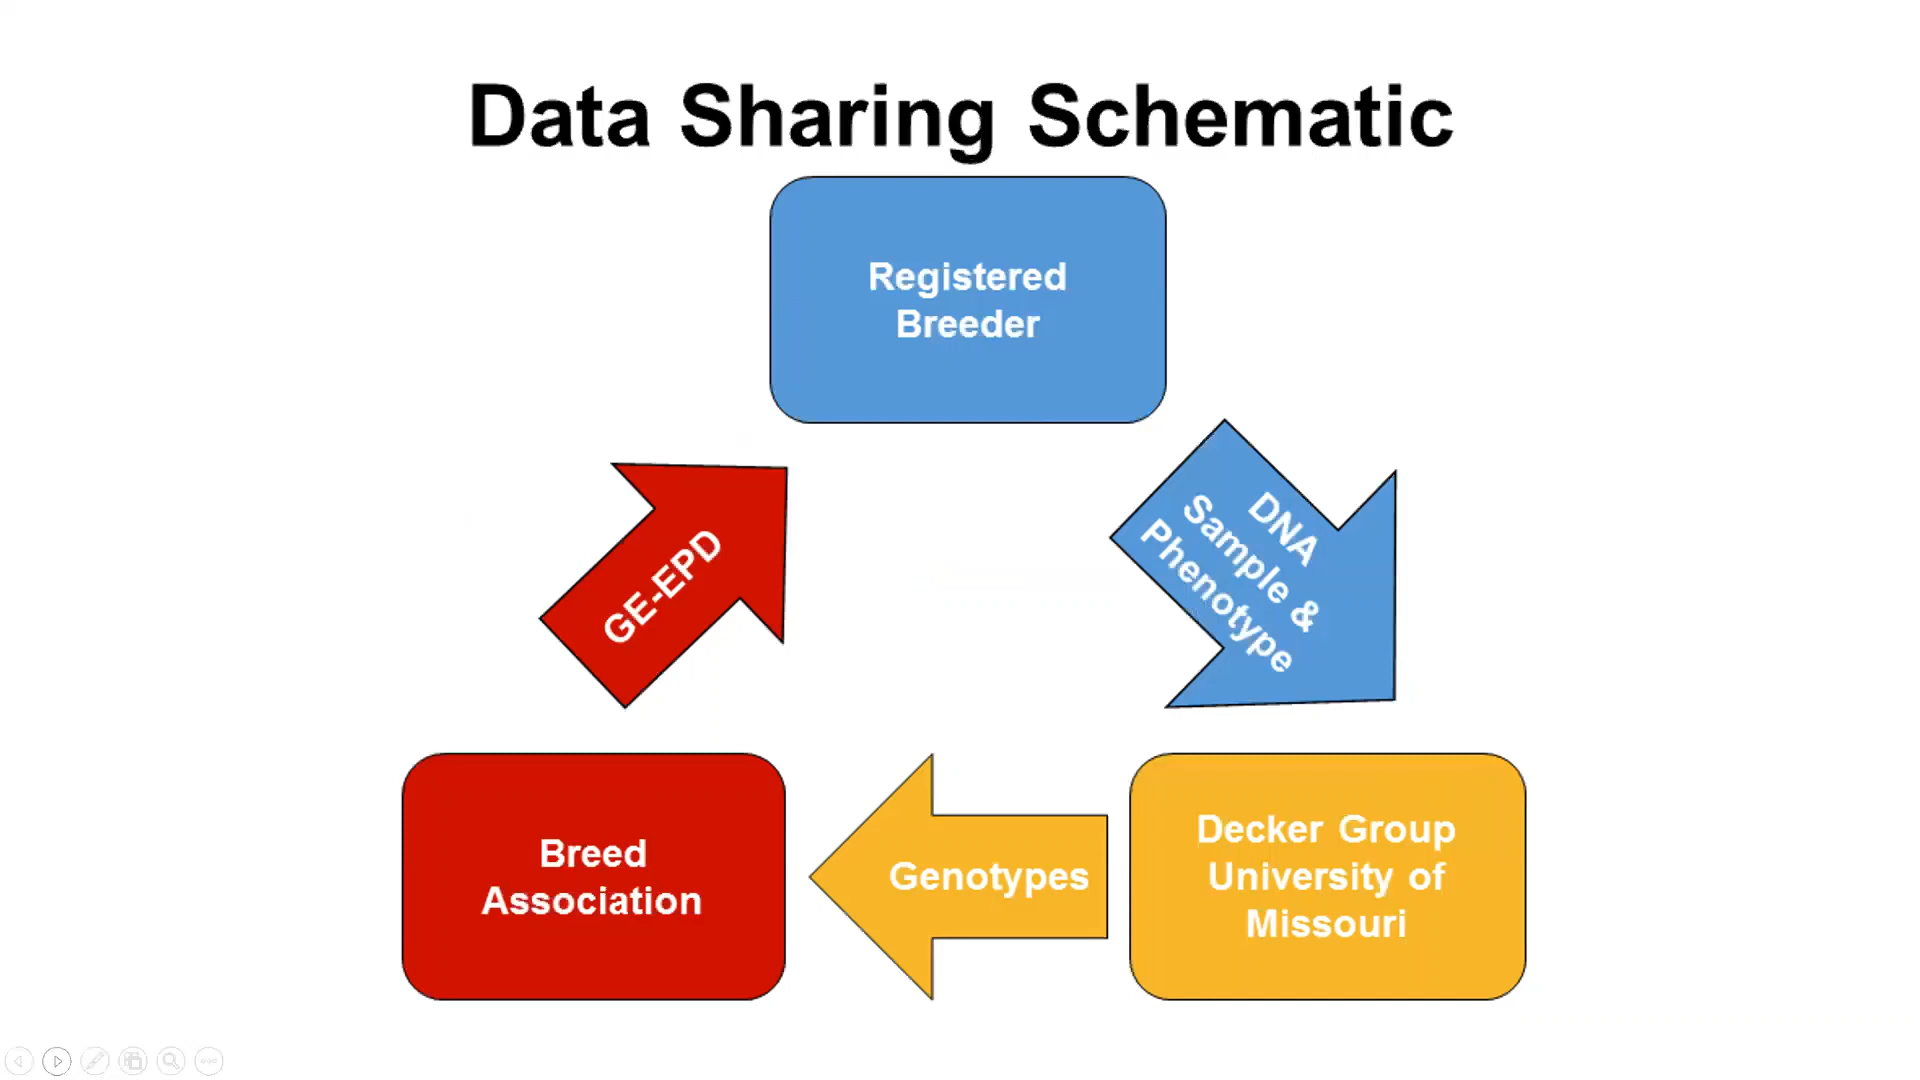 Data Sharing Schematic
Registered
Breeder
DNA
Sample &
Phenotype
GE-EPD
Breed
Association
Genotypes
Decker Group
University of
Missouri